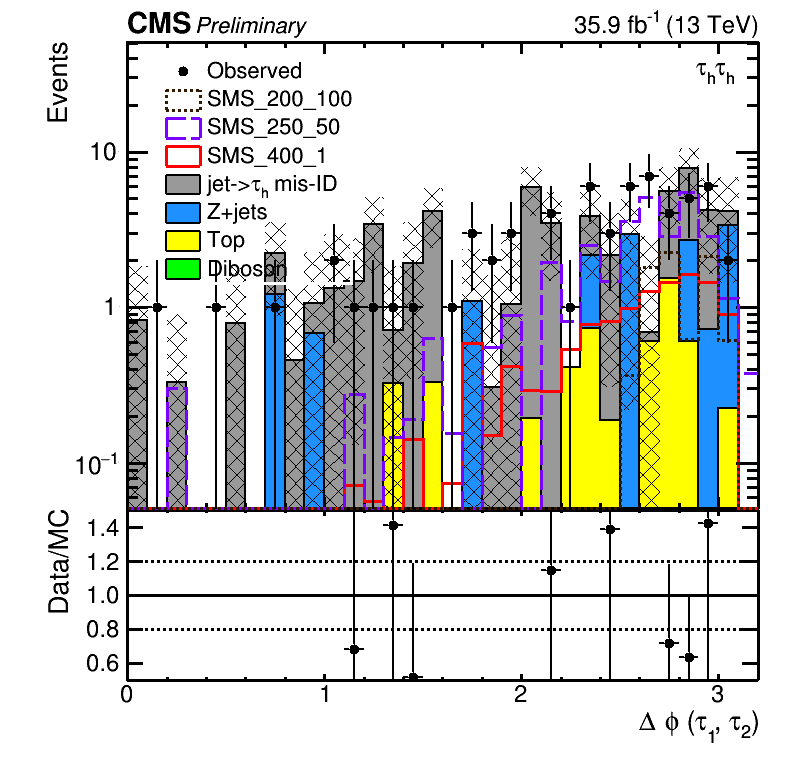 CMS Preliminary 35.9 fb⁻¹ (13 TeV)
Events
τhτh
Observed
SMS_200_100
SMS_250_50
SMS_400_1
jet->τh mis-ID
Z+jets
Top
Diboson
10
1
10⁻¹
Data/MC
1.4
1.2
1.0
0.8
0.6
0 1 2 3
Δ ϕ (τ1, τ2)